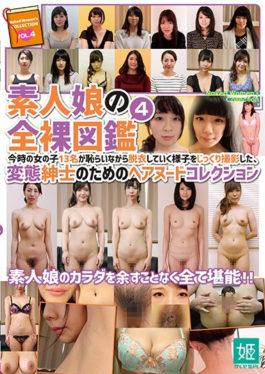 COLLECTION
VOL.4
素人娘の④
全裸図鑑
今時の女の子13名が恥らいながら脱衣していく様子をじっくり撮影した、
変態紳士のためのヘアヌードコレクション
素人娘のカラダを余すことなく全て堪能!!
姫